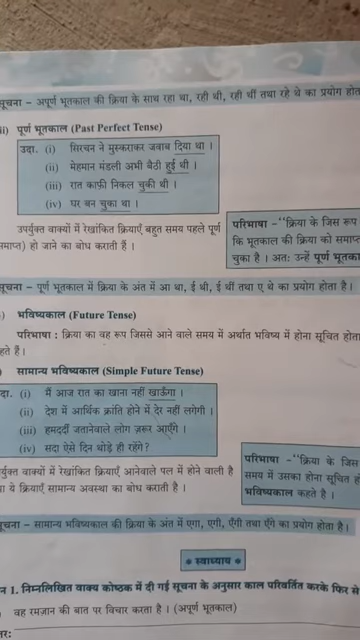 सूचना – अपूर्ण भूतकाल की क्रिया के साथ रहा था, रही थी, रही थीं तथा रहे थे का प्रयोग होता
ii) पूर्ण भूतकाल (Past Perfect Tense)
उदा. (i) सिरचन ने मुस्कराकर जवाब दिया था ।
(ii) मेहमान मंडली अभी बैठी हुई थी ।
(iii) रात काफ़ी निकल चुकी थी ।
(iv) घर बन चुका था ।
उपर्युक्त वाक्यों में रेखांकित क्रियाएँ बहुत समय पहले पूर्ण
समाप्त) हो जाने का बोध कराती हैं ।
परिभाषा – “क्रिया के जिस रूप
कि भूतकाल की क्रिया को समाप्त
चुका है । अतः उन्हें पूर्ण भूतका
सूचना – पूर्ण भूतकाल में क्रिया के अंत में आ था, ई थी, ई थीं तथा ए थे का प्रयोग होता है ।
) भविष्यकाल (Future Tense)
परिभाषा : क्रिया का वह रूप जिससे आने वाले समय में अर्थात भविष्य में होना सूचित होता
हते हैं ।
) सामान्य भविष्यकाल (Simple Future Tense)
दा. (i) मैं आज रात का खाना नहीं खाऊँगा ।
(ii) देश में आर्थिक क्रांति होने में देर नहीं लगेगी ।
(iii) हमदर्दी जतानेवाले लोग ज़रूर आएँगे ।
(iv) सदा ऐसे दिन थोड़े ही रहेंगे?
र्युक्त वाक्यों में रेखांकित क्रियाएँ आनेवाले पल में होने वाली है
ा ये क्रियाएँ सामान्य अवस्था का बोध कराती है ।
परिभाषा –“क्रिया के जिस
समय में उसका होना सूचित ह
भविष्यकाल कहते है ।
चना – सामान्य भविष्यकाल की क्रिया के अंत में एगा, एगी, एँगी तथा एँगे का प्रयोग होता है ।
* स्वाध्याय *
न 1. निम्नलिखित वाक्य कोष्ठक में दी गई सूचना के अनुसार काल परिवर्तित करके फिर से
वह रमज़ान की बात पर विचार करता है । (अपूर्ण भूतकाल)
तर: